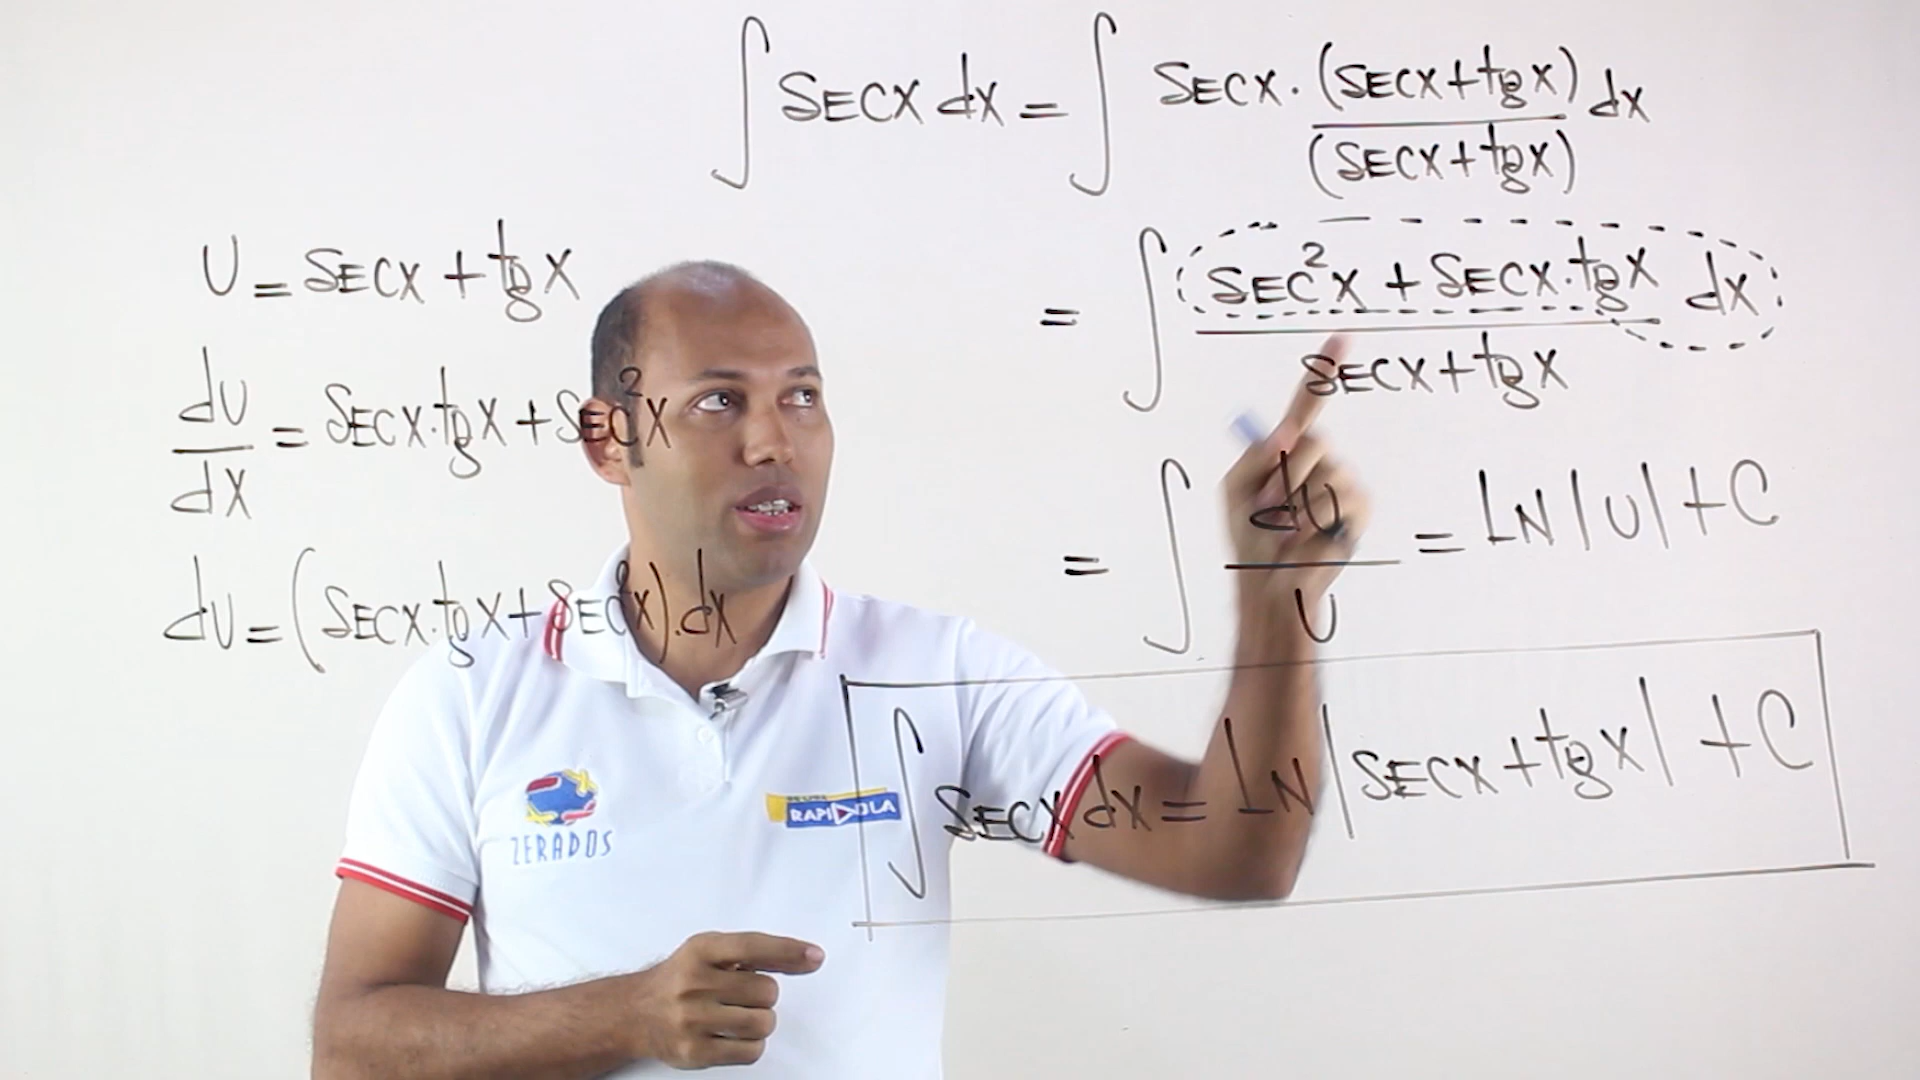 ∫ SECX dX = ∫ SECX · (SECX + tgX) / (SECX + tgX) dX
= ∫ SEC²X + SECX·tgX dX / SECX + tgX
= ∫ dU / U = LN|U| + C
∫ SECX dX = LN|SECX + tgX| + C
U = SECX + tgX
dU / dX = SECX·tgX + SEC²X
dU = (SECX·tgX + SEC²X).dX
ZERADOS